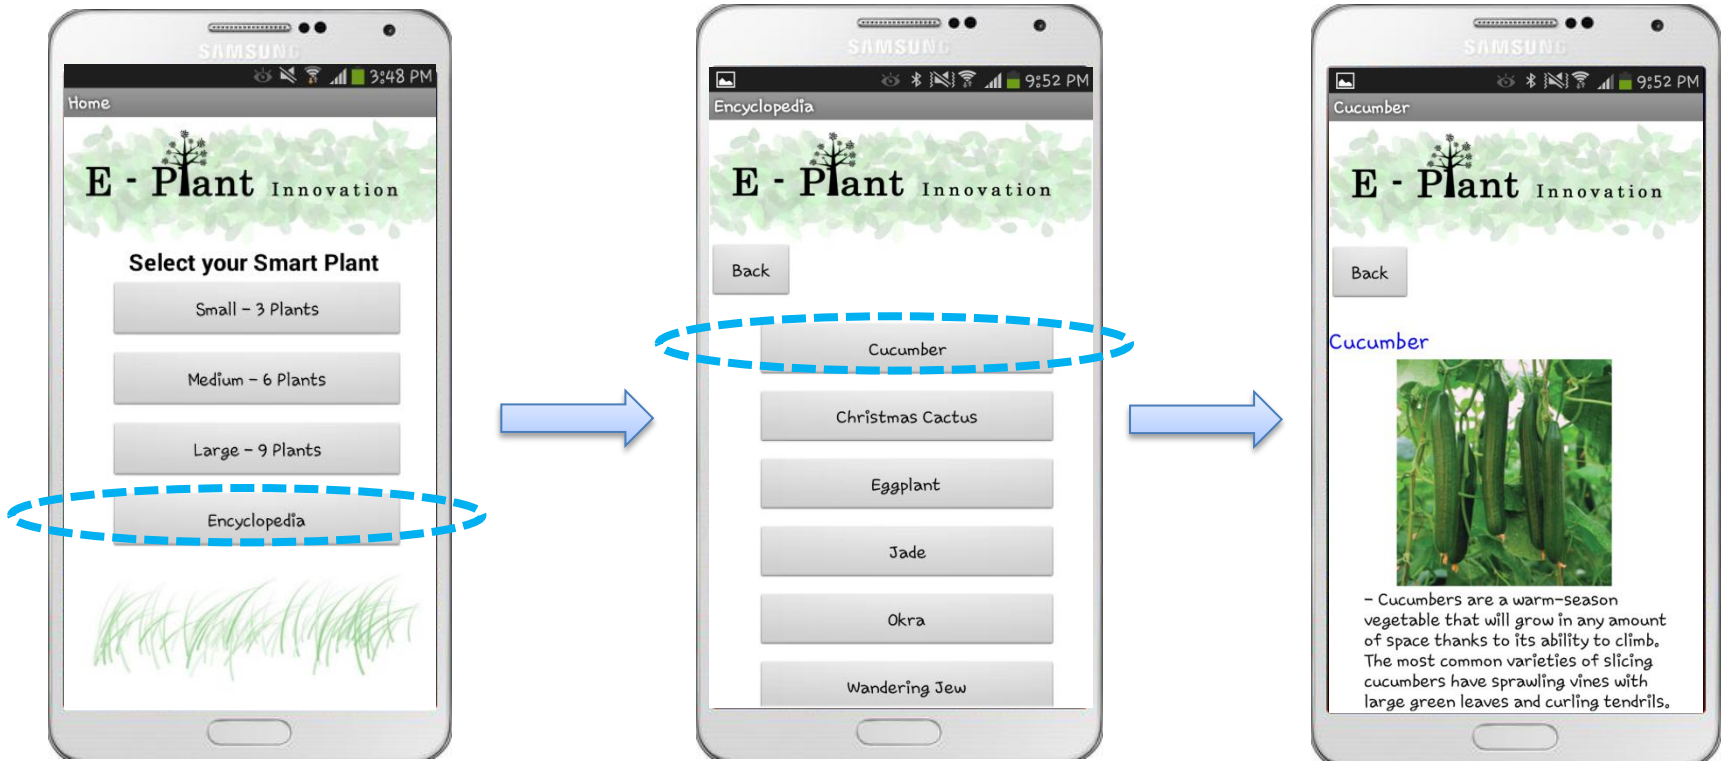 SAMSUNG
3:48 PM
Home
E - Plant Innovation
Select your Smart Plant
Small - 3 Plants
Medium - 6 Plants
Large - 9 Plants
Encyclopedia
SAMSUNG
9:52 PM
Encyclopedia
E - Plant Innovation
Back
Cucumber
Christmas Cactus
Eggplant
Jade
Okra
Wandering Jew
SAMSUNG
9:52 PM
Cucumber
E - Plant Innovation
Back
Cucumber
- Cucumbers are a warm-season
vegetable that will grow in any amount
of space thanks to its ability to climb.
The most common varieties of slicing
cucumbers have sprawling vines with
large green leaves and curling tendrils.